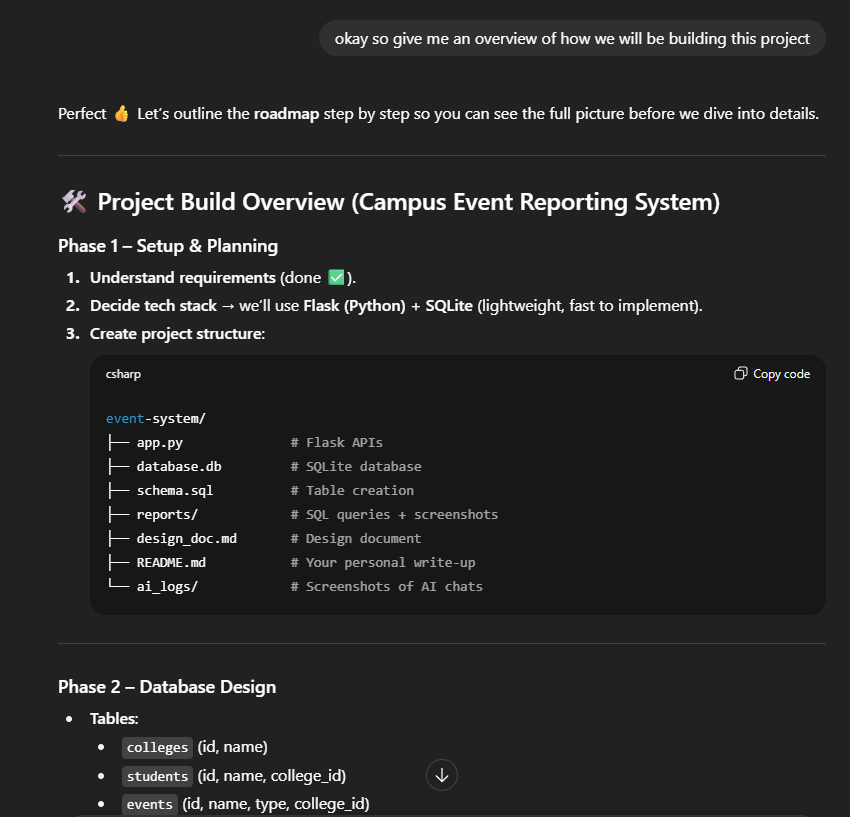 okay so give me an overview of how we will be building this project
Perfect 👍 Let's outline the roadmap step by step so you can see the full picture before we dive into details.
🛠️ Project Build Overview (Campus Event Reporting System)
Phase 1 – Setup & Planning
1. Understand requirements (done ✅).
2. Decide tech stack → we'll use Flask (Python) + SQLite (lightweight, fast to implement).
3. Create project structure:
csharp Copy code
event-system/
├── app.py # Flask APIs
├── database.db # SQLite database
├── schema.sql # Table creation
├── reports/ # SQL queries + screenshots
├── design_doc.md # Design document
├── README.md # Your personal write-up
└── ai_logs/ # Screenshots of AI chats
Phase 2 – Database Design
• Tables:
• colleges (id, name)
• students (id, name, college_id)
• events (id, name, type, college_id)